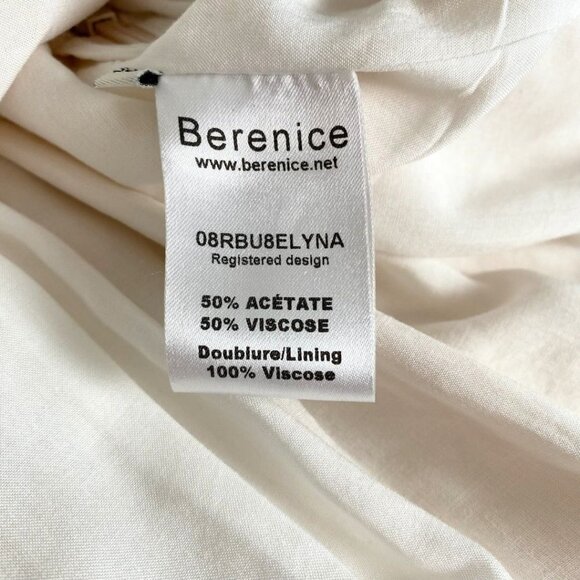 Berenice
www.berenice.net
08RBU8ELYNA
Registered design
50% ACÉTATE
50% VISCOSE
Doublure/Lining
100% Viscose